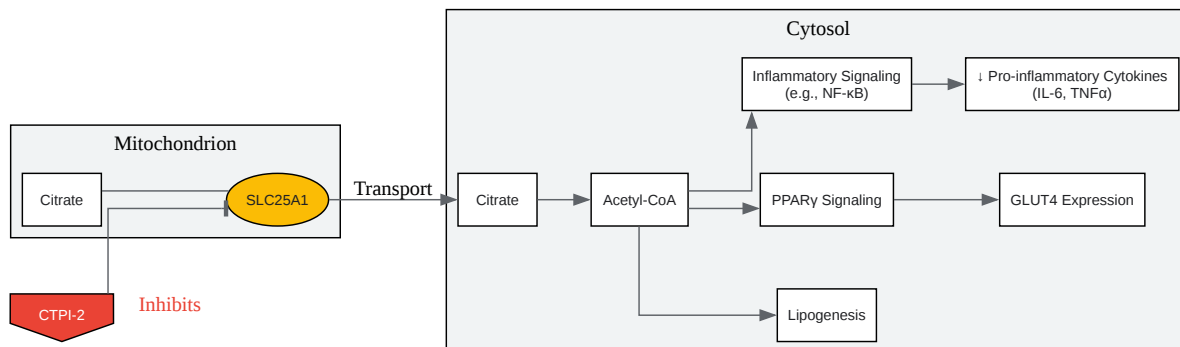 Cytosol
Inflammatory Signaling
(e.g., NF-κB)
↓ Pro-inflammatory Cytokines
(IL-6, TNFα)
Mitochondrion
Citrate
SLC25A1
Transport
Citrate
Acetyl-CoA
PPARγ Signaling
GLUT4 Expression
CTPI-2
Inhibits
Lipogenesis